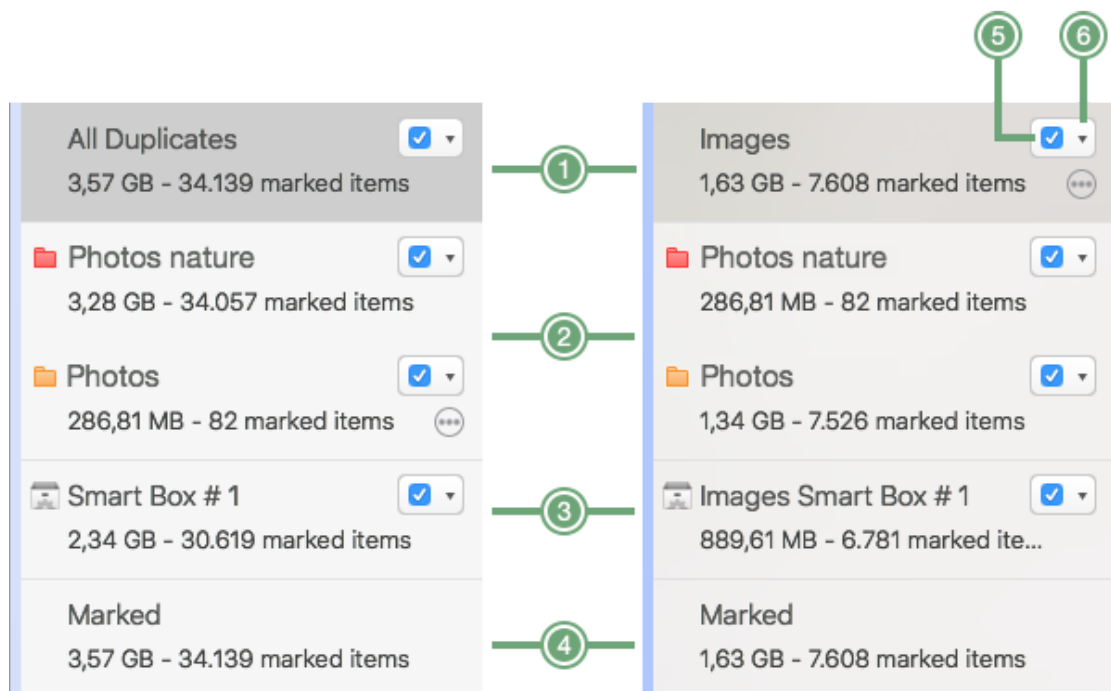 5 6
All Duplicates
3,57 GB - 34.139 marked items
Photos nature
3,28 GB - 34.057 marked items
Photos
286,81 MB - 82 marked items
Smart Box # 1
2,34 GB - 30.619 marked items
Marked
3,57 GB - 34.139 marked items
1
2
3
4
Images
1,63 GB - 7.608 marked items
Photos nature
286,81 MB - 82 marked items
Photos
1,34 GB - 7.526 marked items
Images Smart Box # 1
889,61 MB - 6.781 marked ite...
Marked
1,63 GB - 7.608 marked items